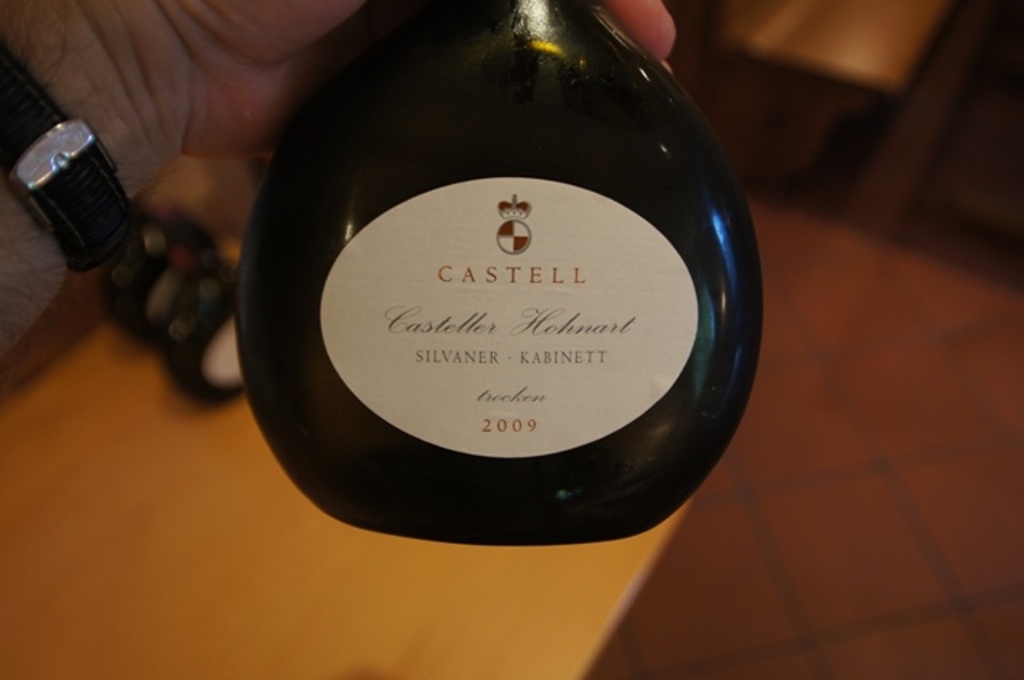 CASTELL
Casteller Hohnart
SILVANER · KABINETT
trocken
2009